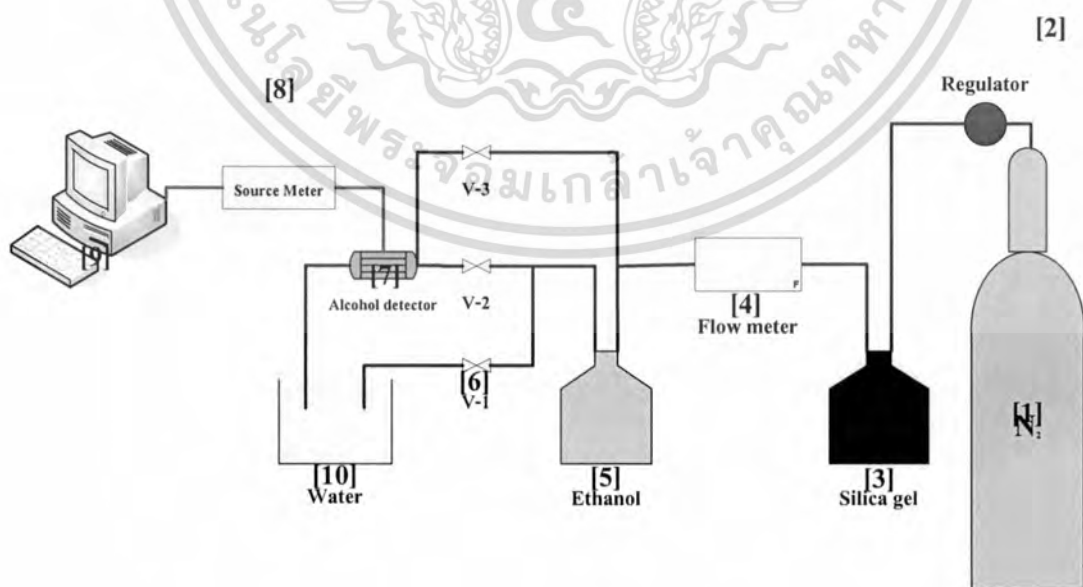 [2]
Regulator
[8]
Source Meter
V-3
[9]
[7]
Alcohol detector
V-2
[4]
Flow meter
F
[6]
V-1
[1]
N₂
[10]
Water
[5]
Ethanol
[3]
Silica gel